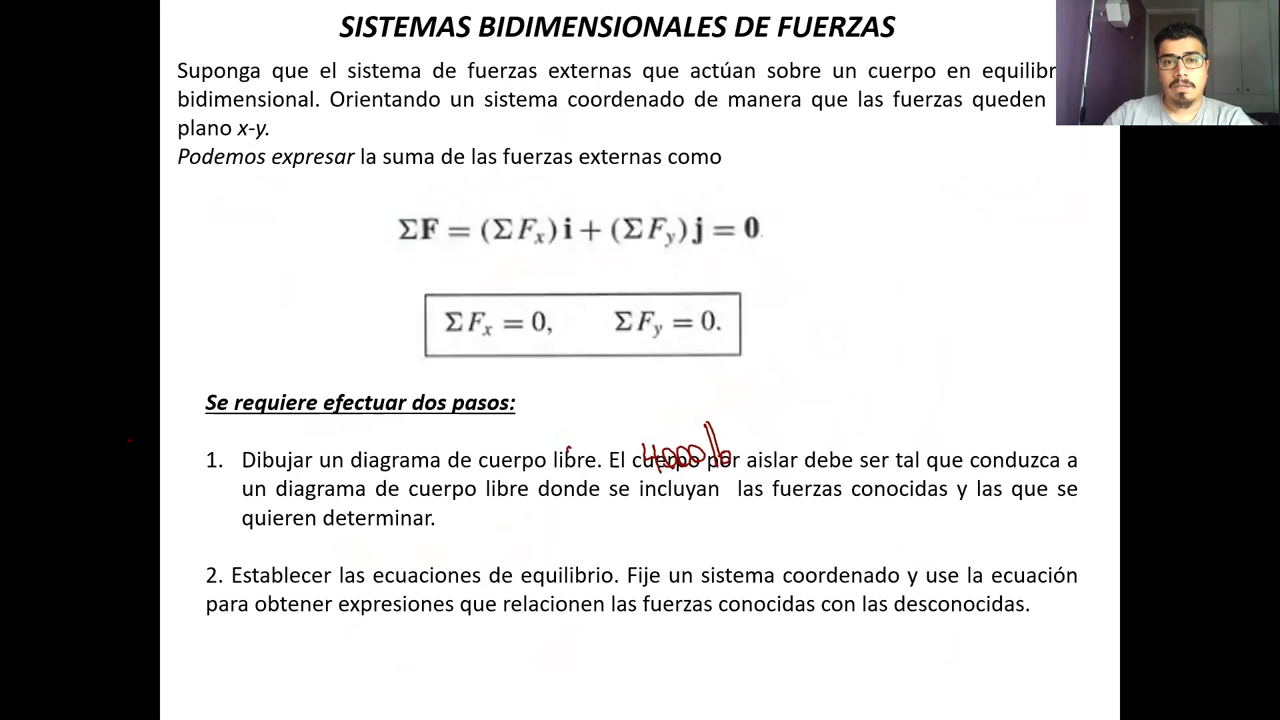 SISTEMAS BIDIMENSIONALES DE FUERZAS
Suponga que el sistema de fuerzas externas que actúan sobre un cuerpo en equilibr
bidimensional. Orientando un sistema coordenado de manera que las fuerzas queden
plano x-y.
Podemos expresar la suma de las fuerzas externas como
ΣF = (ΣFx)i + (ΣFy)j = 0.
ΣFx = 0, ΣFy = 0.
Se requiere efectuar dos pasos:
4000 lb
1. Dibujar un diagrama de cuerpo libre. El cuerpo por aislar debe ser tal que conduzca a
un diagrama de cuerpo libre donde se incluyan las fuerzas conocidas y las que se
quieren determinar.
2. Establecer las ecuaciones de equilibrio. Fije un sistema coordenado y use la ecuación
para obtener expresiones que relacionen las fuerzas conocidas con las desconocidas.